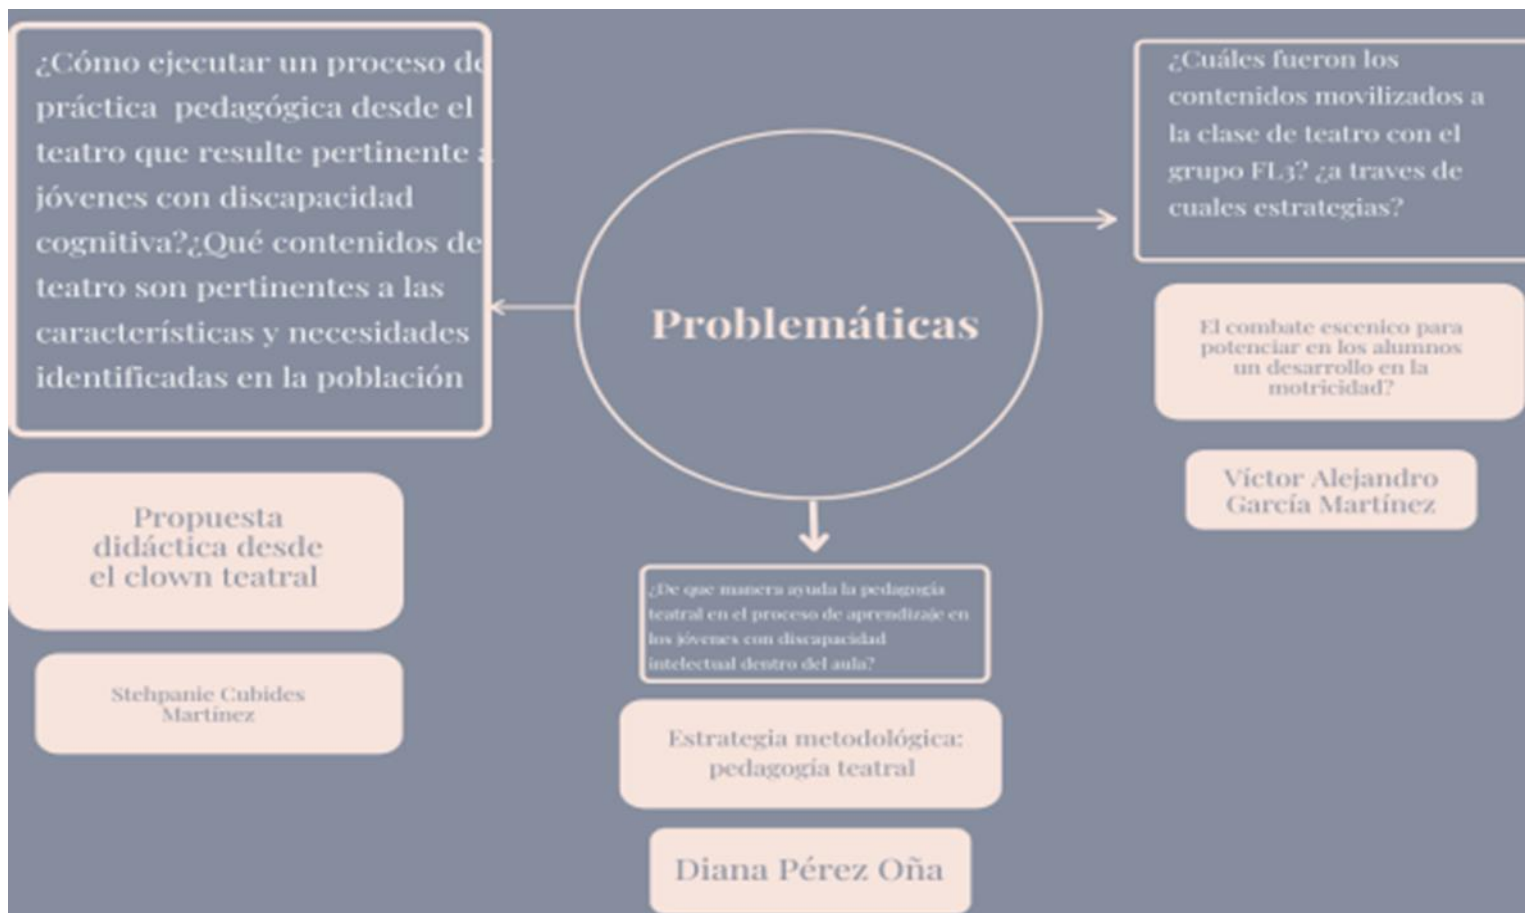 ¿Cómo ejecutar un proceso de
práctica pedagógica desde el
teatro que resulte pertinente a
jóvenes con discapacidad
cognitiva?¿Qué contenidos de
teatro son pertinentes a las
características y necesidades
identificadas en la población
Propuesta
didáctica desde
el clown teatral
Stehpanie Cubides
Martínez
Problemáticas
¿De que manera ayuda la pedagogía
teatral en el proceso de aprendizaje en
los jóvenes con discapacidad
intelectual dentro del aula?
Estrategia metodológica:
pedagogía teatral
Diana Pérez Oña
¿Cuáles fueron los
contenidos movilizados a
la clase de teatro con el
grupo FL3? ¿a traves de
cuales estrategias?
El combate escenico para
potenciar en los alumnos
un desarrollo en la
motricidad?
Víctor Alejandro
García Martínez